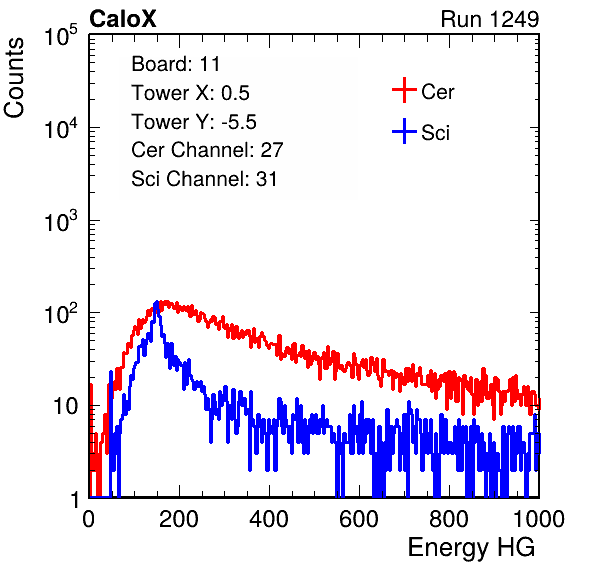 CaloX Run 1249
Counts
Board: 11
Tower X: 0.5
Tower Y: -5.5
Cer Channel: 27
Sci Channel: 31
Cer
Sci
10^5
10^4
10^3
10^2
10
1
0 200 400 600 800 1000
Energy HG